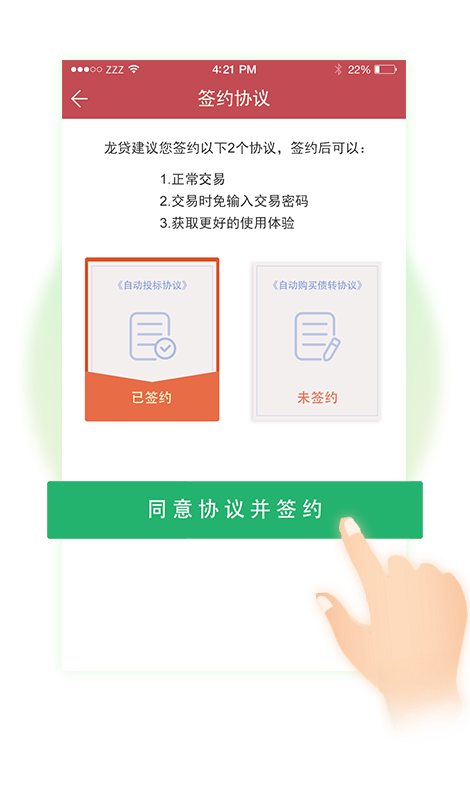 ZZZ 4:21 PM 22%
签约协议
龙贷建议您签约以下2个协议，签约后可以：
1.正常交易
2.交易时免输入交易密码
3.获取更好的使用体验
《自动投标协议》 《自动购买债转协议》
已签约 未签约
同意协议并签约